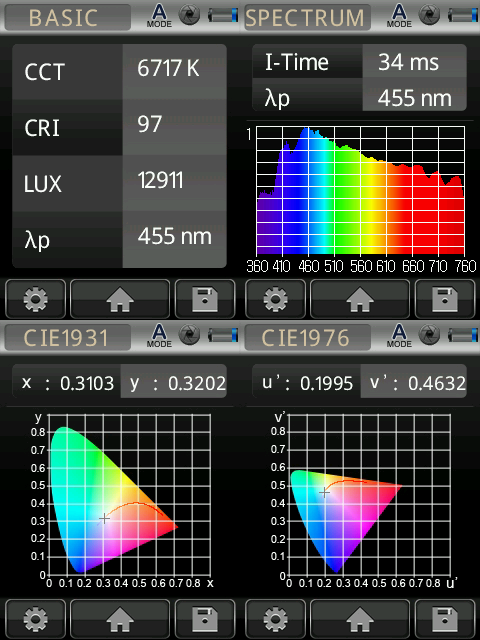 BASIC A MODE
CCT 6717 K
CRI 97
LUX 12911
λp 455 nm
SPECTRUM A MODE
I-Time 34 ms
λp 455 nm
1
360 410 460 510 560 610 660 710 760
CIE1931 A MODE
x : 0.3103 y : 0.3202
y
0.8
0.7
0.6
0.5
0.4
0.3
0.2
0.1
0
0 0.1 0.2 0.3 0.4 0.5 0.6 0.7 0.8 x
CIE1976 A MODE
u' : 0.1995 v' : 0.4632
v'
0.8
0.7
0.6
0.5
0.4
0.3
0.2
0.1
0
0 0.1 0.2 0.3 0.4 0.5 0.6 0.7 0.8 u'